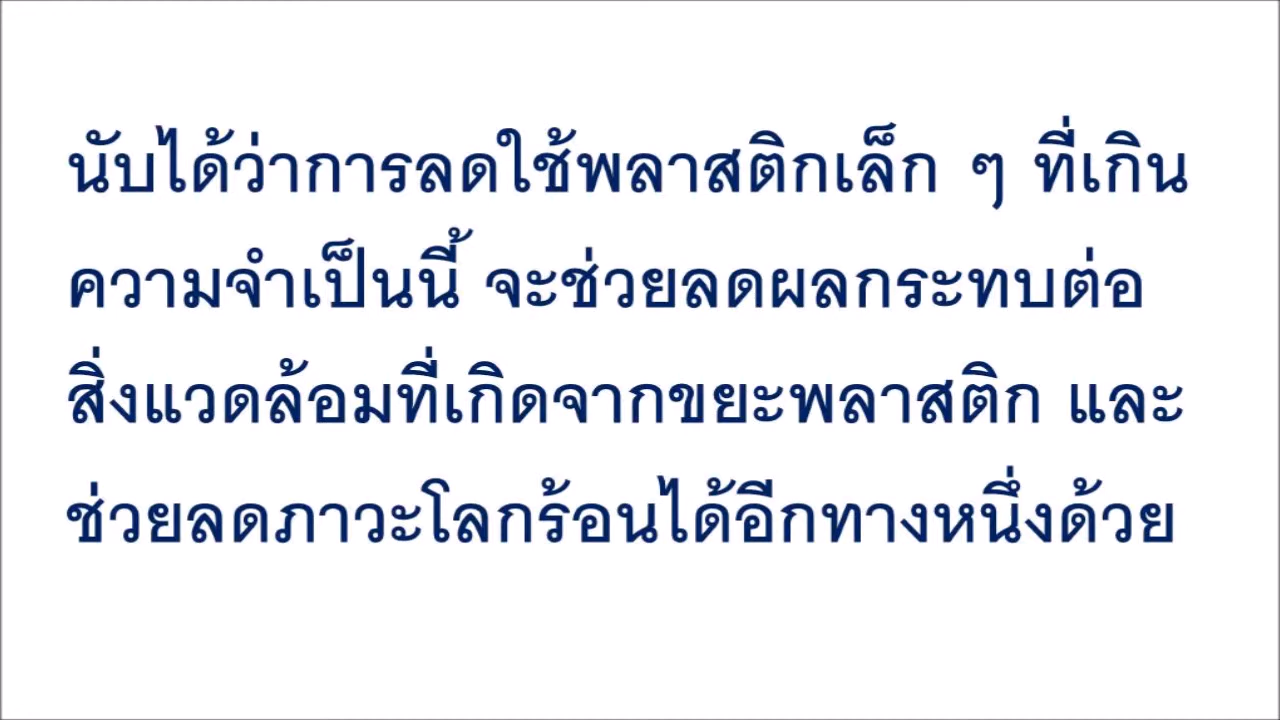 นับได้ว่าการลดใช้พลาสติกเล็ก ๆ ที่เกิน
ความจำเป็นนี้ จะช่วยลดผลกระทบต่อ
สิ่งแวดล้อมที่เกิดจากขยะพลาสติก และ
ช่วยลดภาวะโลกร้อนได้อีกทางหนึ่งด้วย